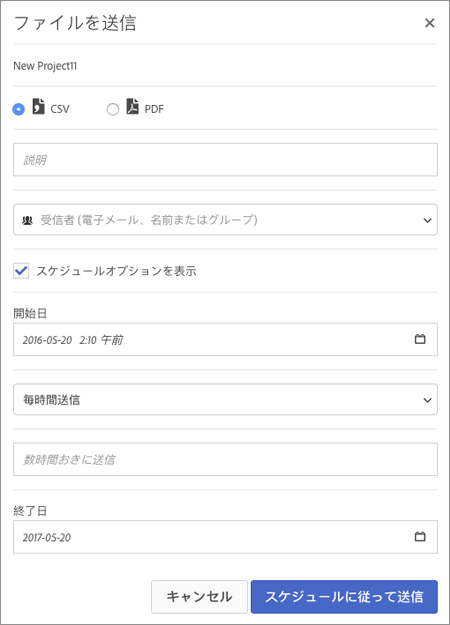 ファイルを送信
New Project11
CSV PDF
説明
受信者 (電子メール、名前またはグループ)
スケジュールオプションを表示
開始日
2016-05-20 2:10 午前
毎時間送信
数時間おきに送信
終了日
2017-05-20
キャンセル スケジュールに従って送信